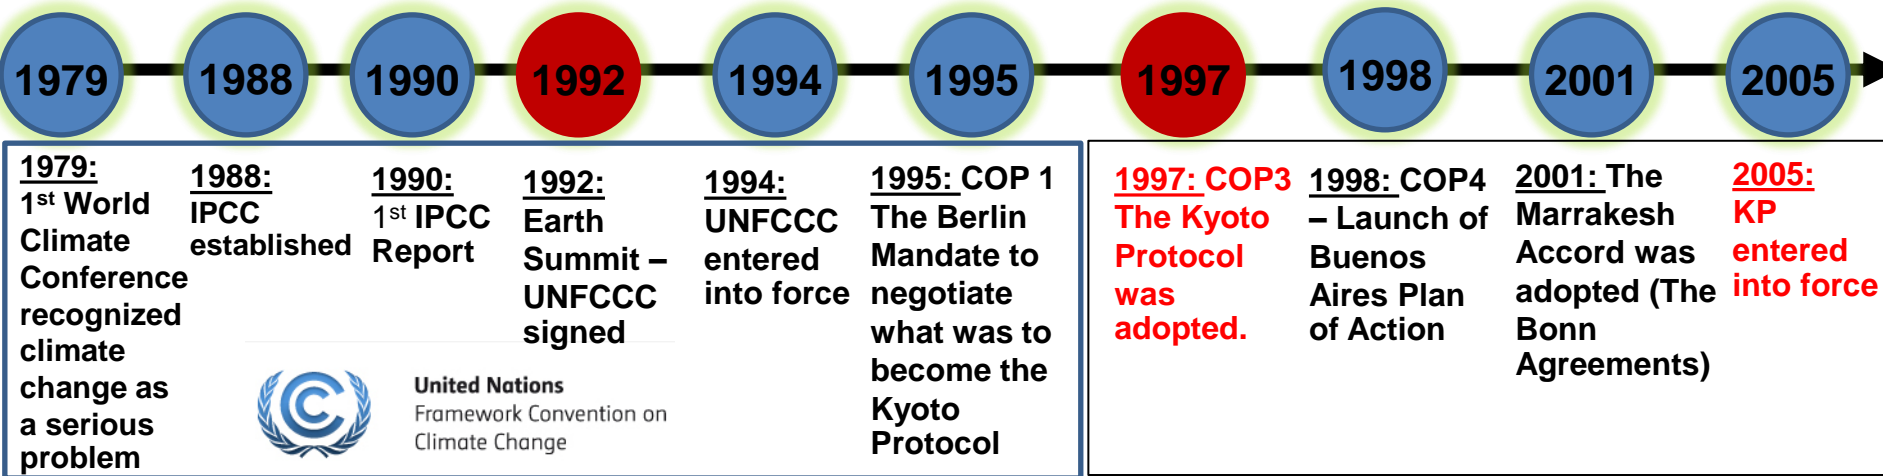 1979 1988 1990 1992 1994 1995 1997 1998 2001 2005
1979:
1st World
Climate
Conference
recognized
climate
change as
a serious
problem
1988:
IPCC
established
1990:
1st IPCC
Report
1992:
Earth
Summit –
UNFCCC
signed
1994:
UNFCCC
entered
into force
1995: COP 1
The Berlin
Mandate to
negotiate
what was to
become the
Kyoto
Protocol
United Nations
Framework Convention on
Climate Change
1997: COP3
The Kyoto
Protocol
was
adopted.
1998: COP4
– Launch of
Buenos
Aires Plan
of Action
2001: The
Marrakesh
Accord was
adopted (The
Bonn
Agreements)
2005:
KP
entered
into force